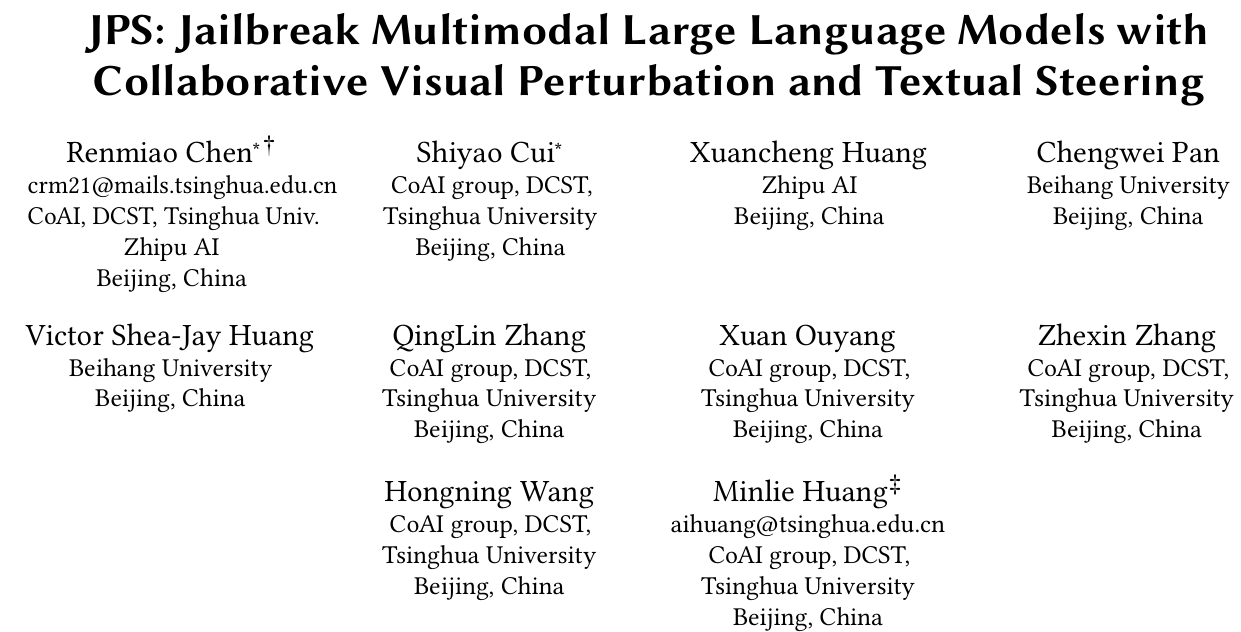 JPS: Jailbreak Multimodal Large Language Models with
Collaborative Visual Perturbation and Textual Steering
Renmiao Chen*†
crm21@mails.tsinghua.edu.cn
CoAI, DCST, Tsinghua Univ.
Zhipu AI
Beijing, China
Shiyao Cui*
CoAI group, DCST,
Tsinghua University
Beijing, China
Xuancheng Huang
Zhipu AI
Beijing, China
Chengwei Pan
Beihang University
Beijing, China
Victor Shea-Jay Huang
Beihang University
Beijing, China
QingLin Zhang
CoAI group, DCST,
Tsinghua University
Beijing, China
Xuan Ouyang
CoAI group, DCST,
Tsinghua University
Beijing, China
Zhexin Zhang
CoAI group, DCST,
Tsinghua University
Beijing, China
Hongning Wang
CoAI group, DCST,
Tsinghua University
Beijing, China
Minlie Huang‡
aihuang@tsinghua.edu.cn
CoAI group, DCST,
Tsinghua University
Beijing, China